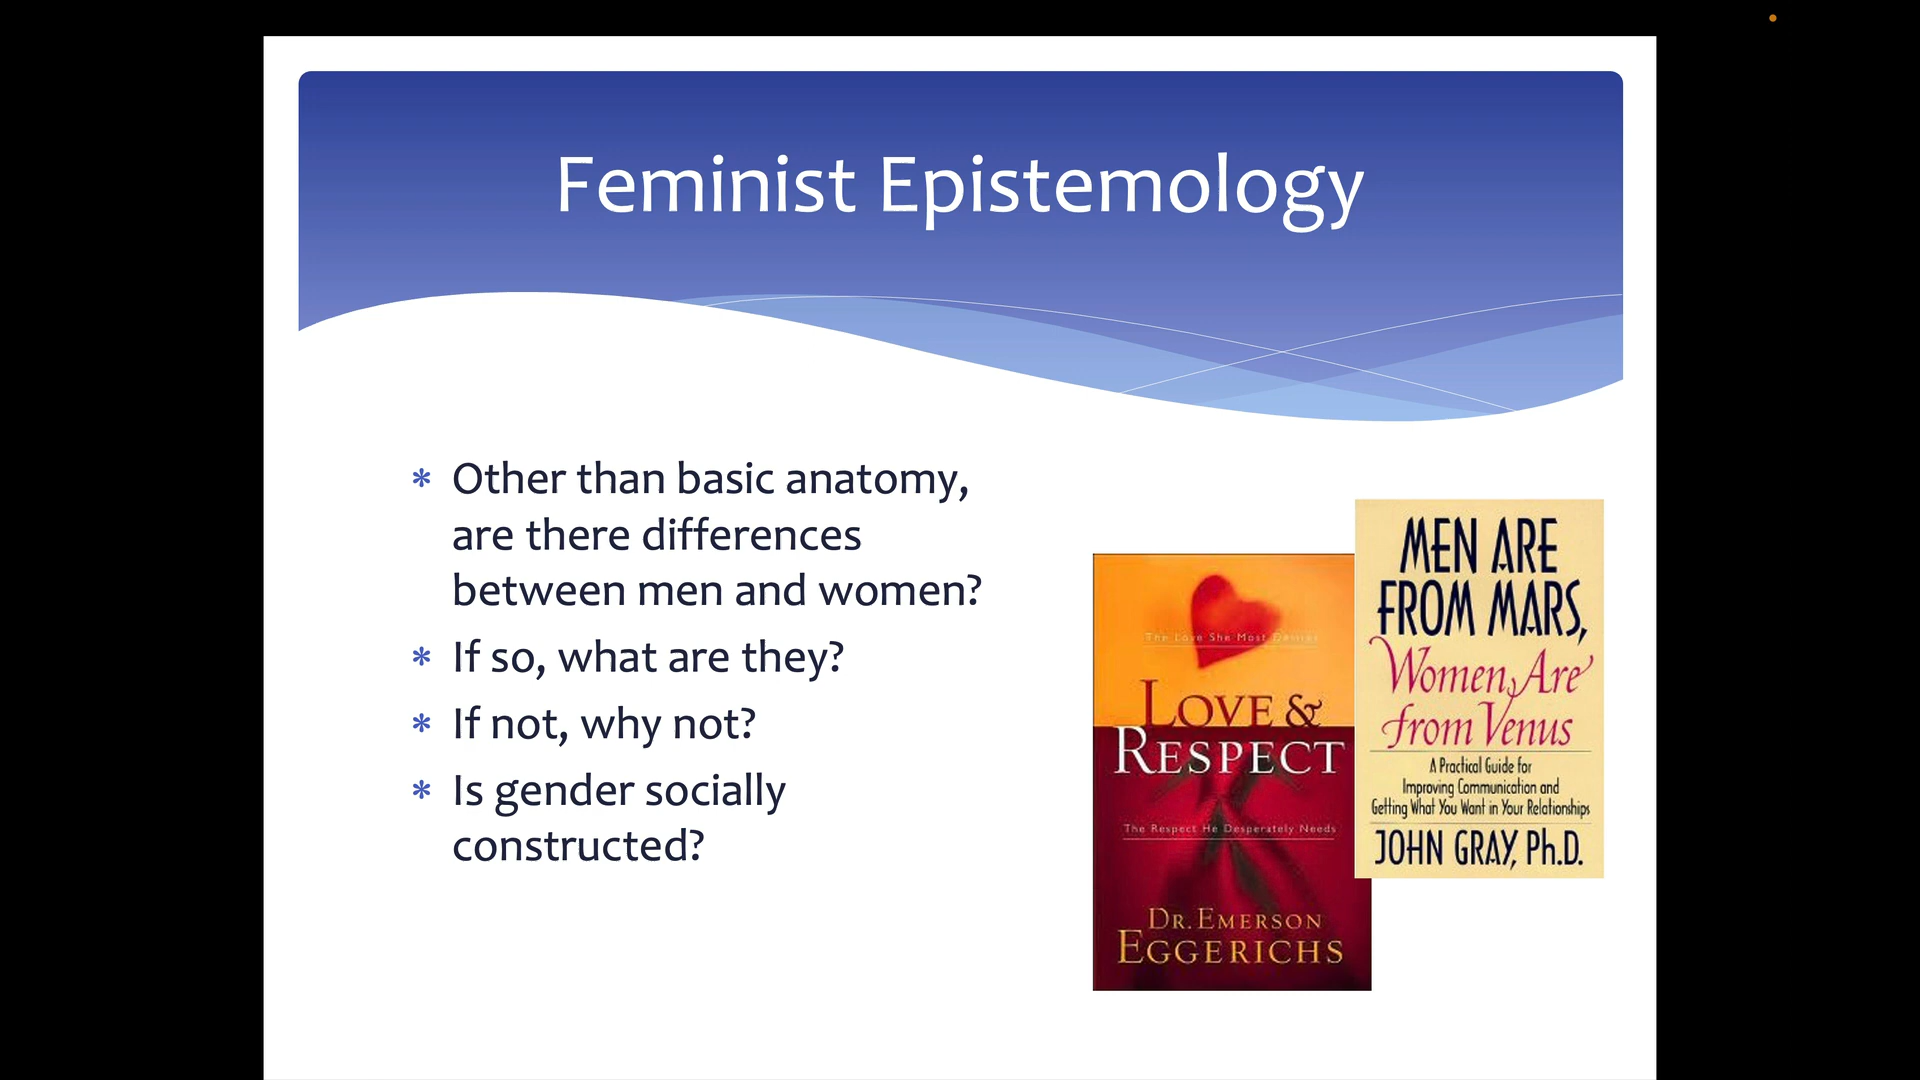 Feminist Epistemology
* Other than basic anatomy,
are there differences
between men and women?
* If so, what are they?
* If not, why not?
* Is gender socially
constructed?
The Love She Most Desires
LOVE &
RESPECT
The Respect He Desperately Needs
DR. EMERSON
EGGERICHS
MEN ARE
FROM MARS,
Women Are
from Venus
A Practical Guide for
Improving Communication and
Getting What You Want in Your Relationships
JOHN GRAY, Ph.D.